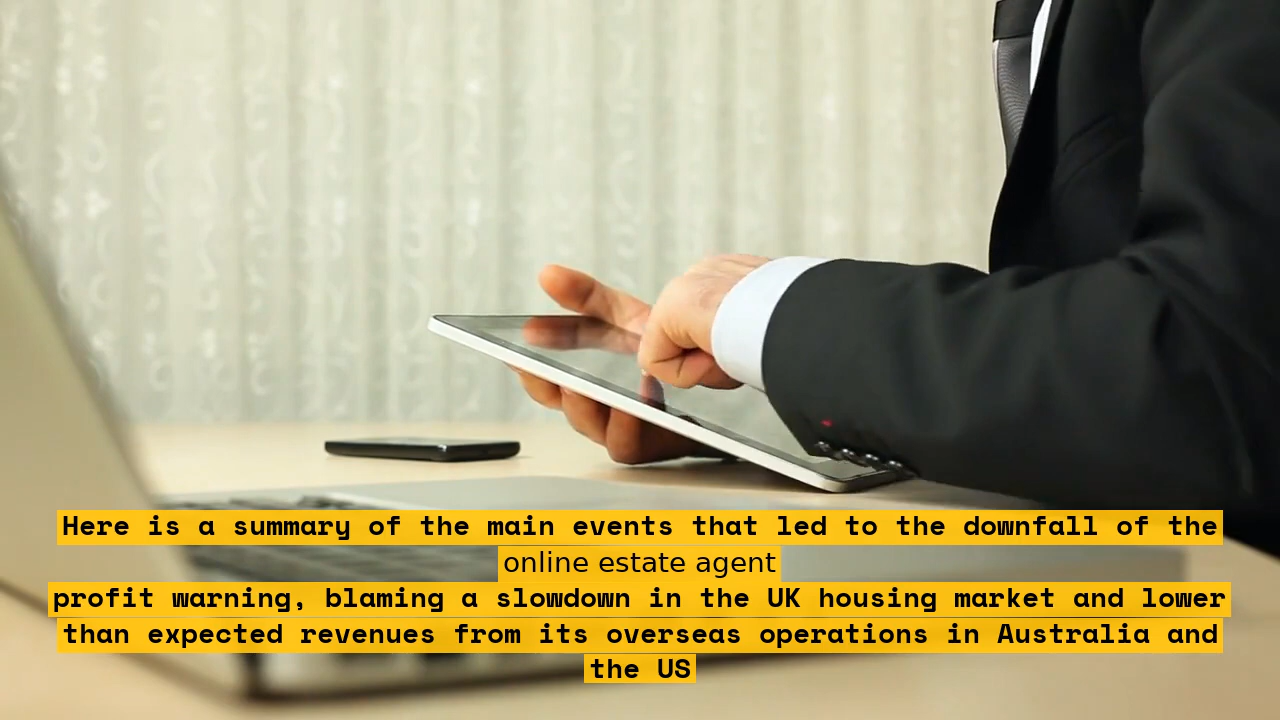 Here is a summary of the main events that led to the downfall of the
online estate agent
profit warning, blaming a slowdown in the UK housing market and lower
than expected revenues from its overseas operations in Australia and
the US